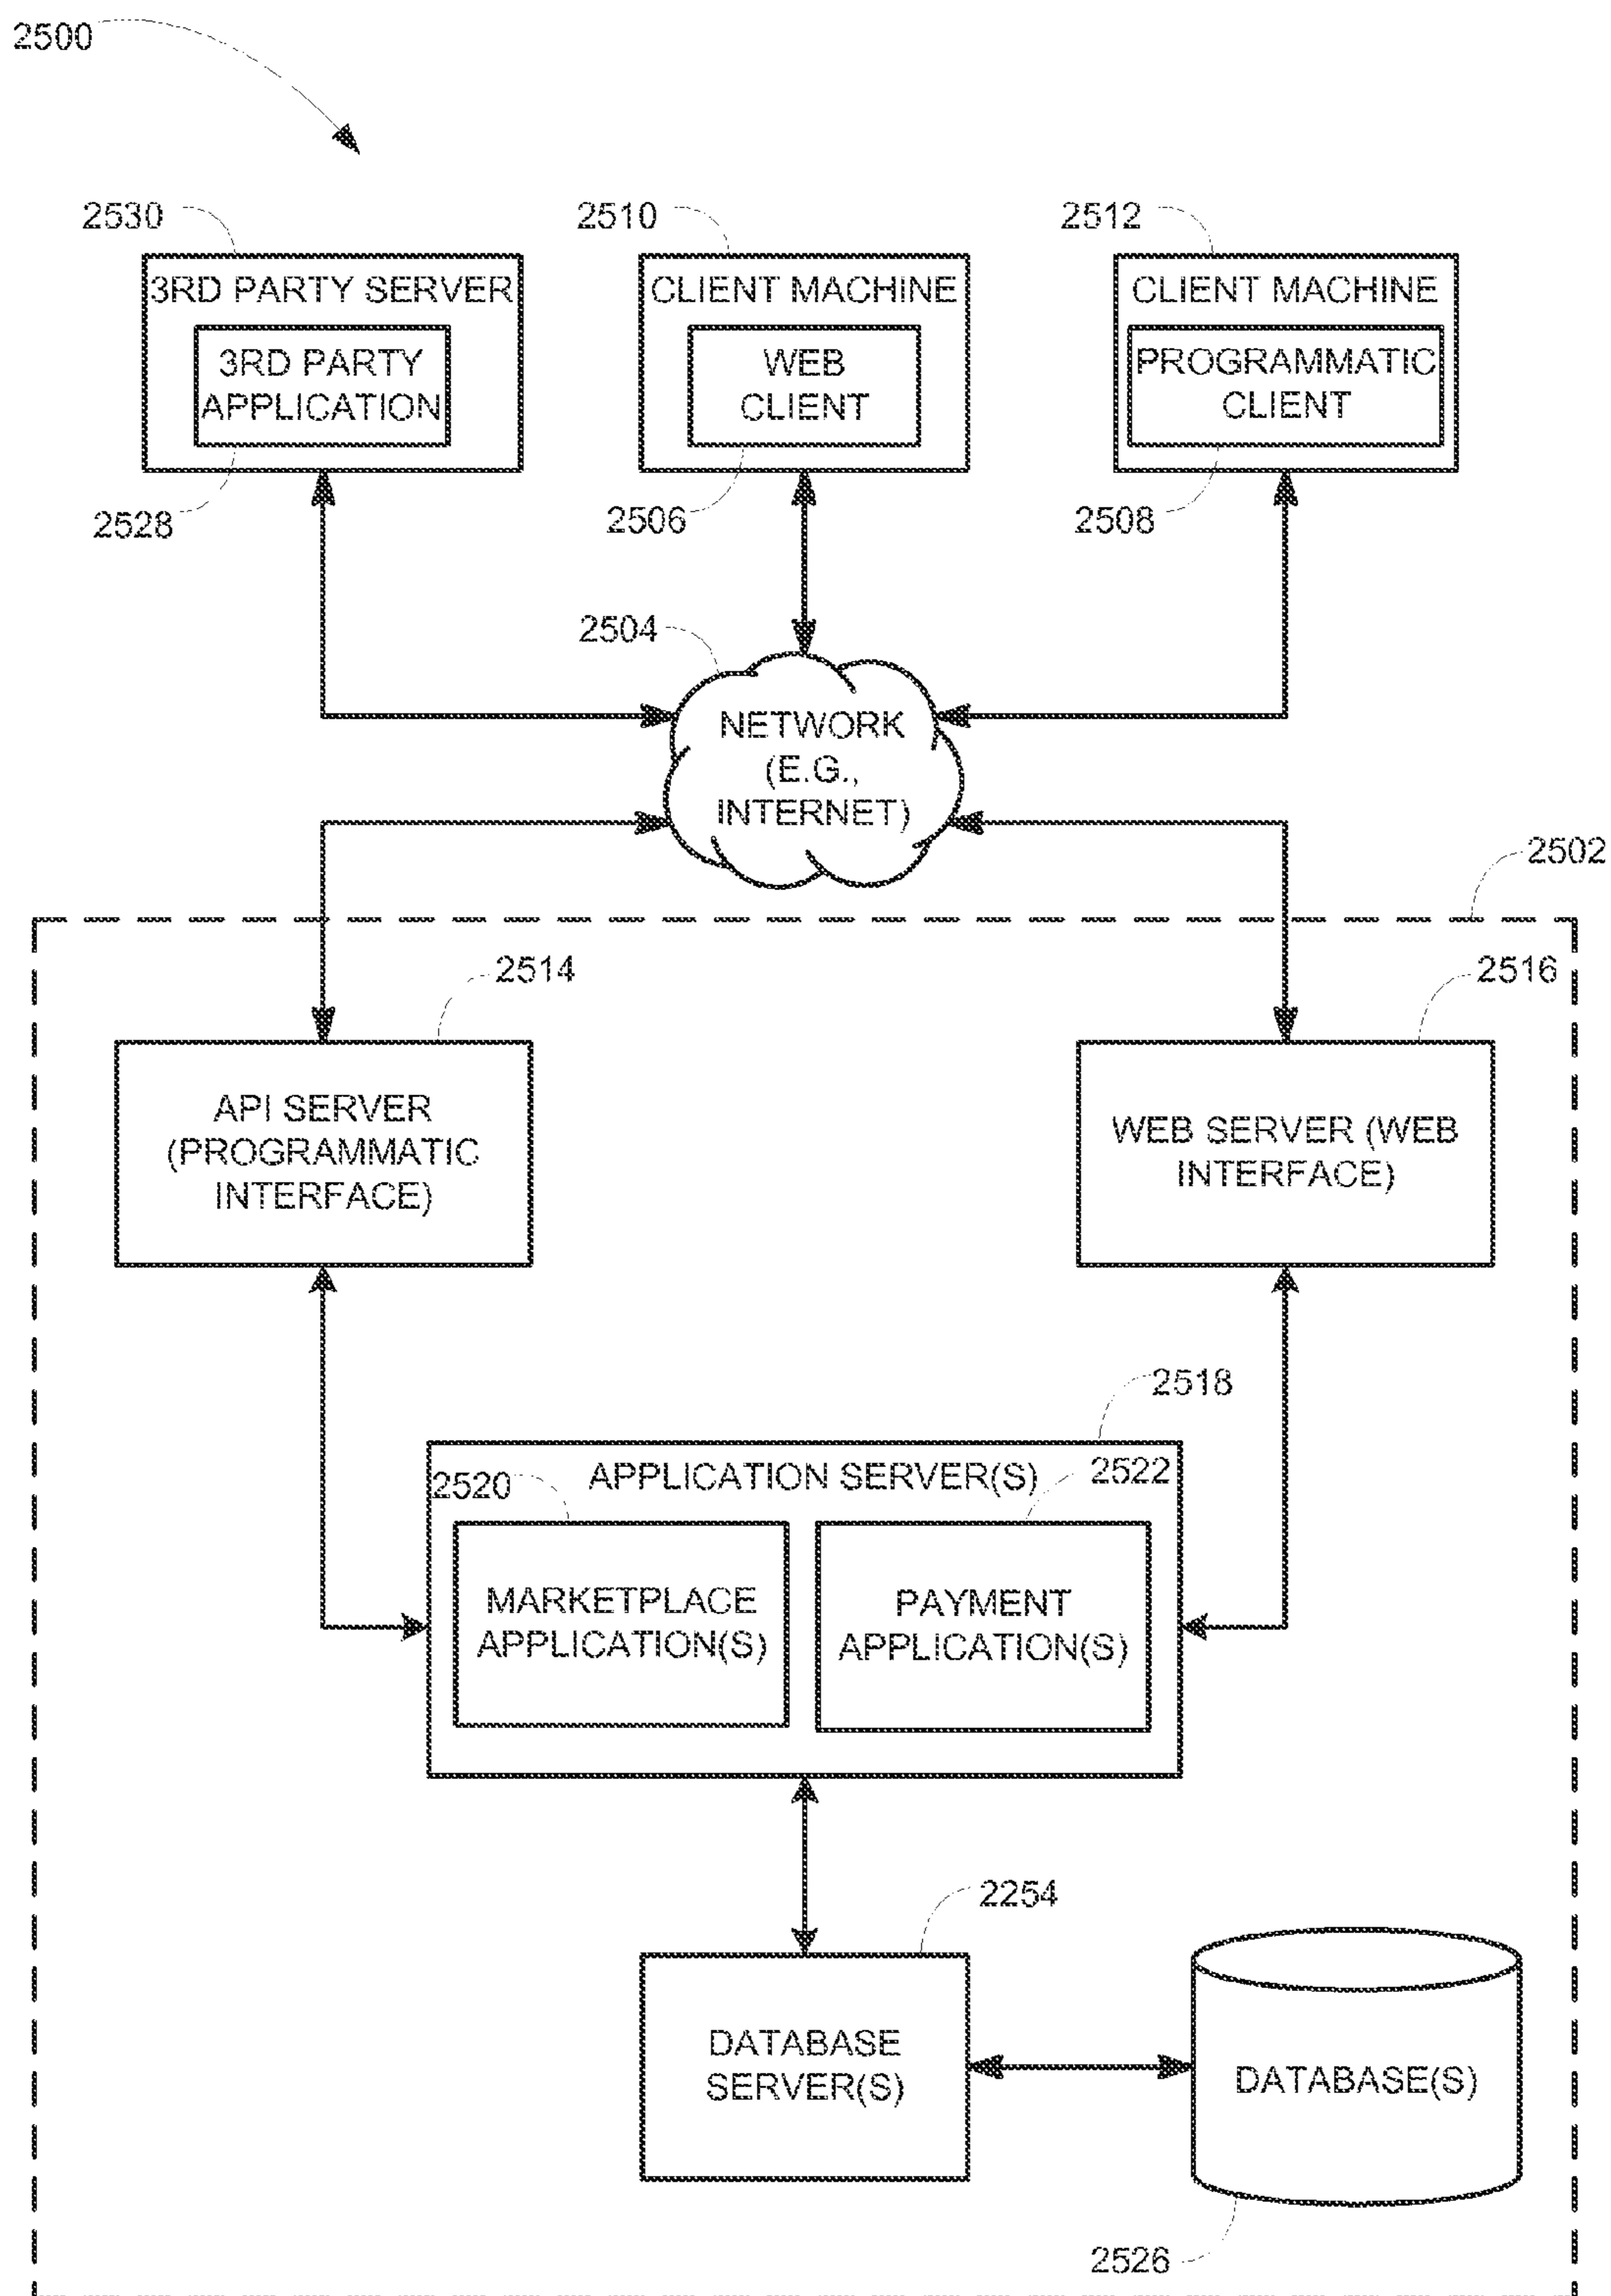 2500
2530
2510
2512
3RD PARTY SERVER
3RD PARTY
APPLICATION
CLIENT MACHINE
WEB
CLIENT
CLIENT MACHINE
PROGRAMMATIC
CLIENT
2528
2506
2508
2504
NETWORK
(E.G.,
INTERNET)
2502
2514
2516
API SERVER
(PROGRAMMATIC
INTERFACE)
WEB SERVER (WEB
INTERFACE)
2518
APPLICATION SERVER(S)
2520
2522
MARKETPLACE
APPLICATION(S)
PAYMENT
APPLICATION(S)
2254
DATABASE
SERVER(S)
DATABASE(S)
2526